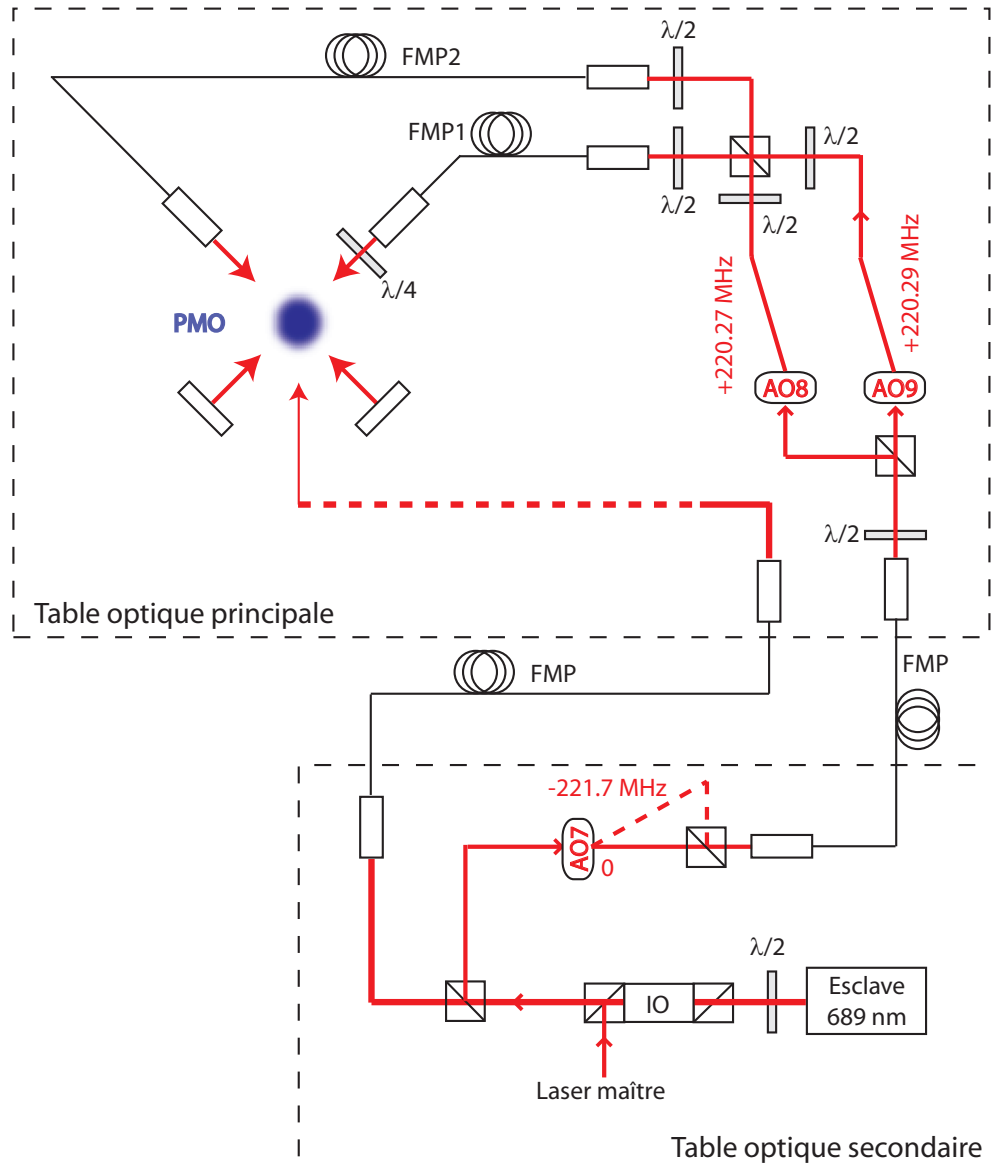 λ/2
FMP2
FMP1
λ/2
λ/2
λ/2
λ/4
PMO
+220.27 MHz
+220.29 MHz
AO8
AO9
λ/2
Table optique principale
FMP
FMP
-221.7 MHz
AO7
0
λ/2
IO
Esclave
689 nm
Laser maître
Table optique secondaire